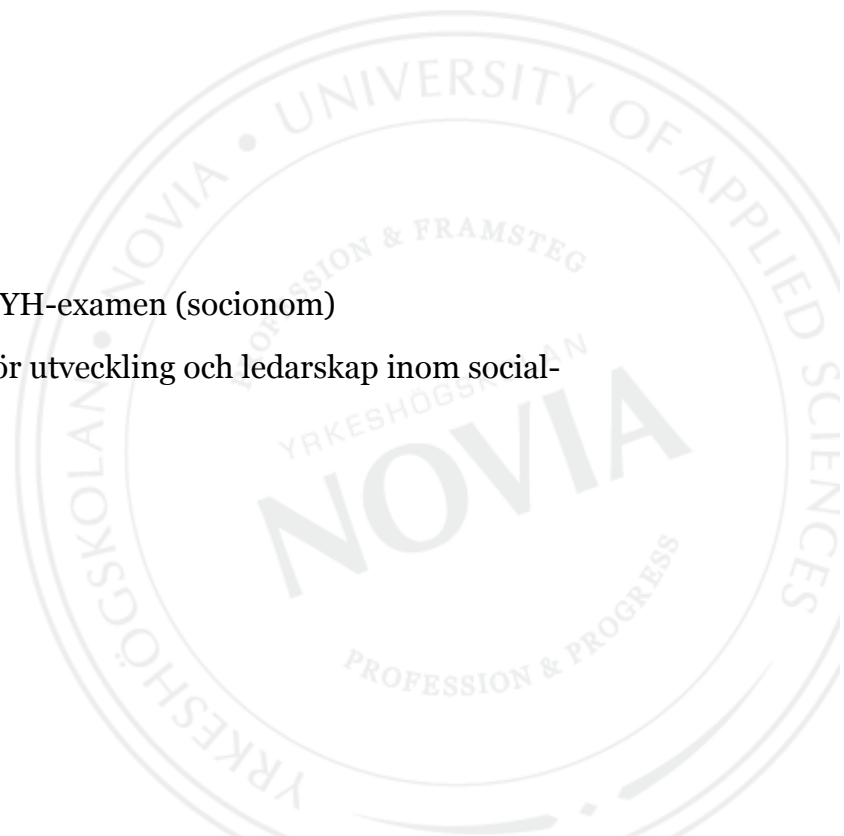 YH-examen (socionom)
ör utveckling och ledarskap inom social-
UNIVERSITY OF APPLIED SCIENCES
YRKESHÖGSKOLAN • NOVIA •
PROFESSION & FRAMSTEG
YRKESHÖGSKOLAN
NOVIA
PROFESSION & PROGRESS